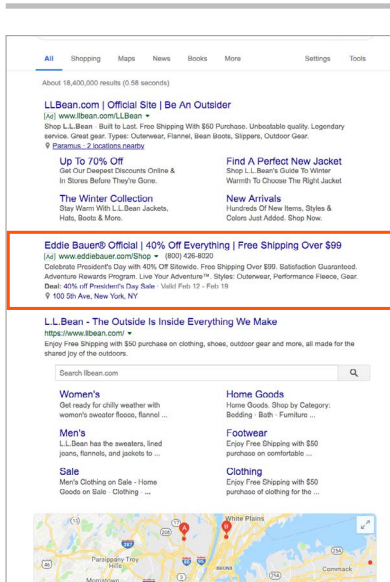 All Shopping Maps News Books More Settings Tools
About 18,400,000 results (0.58 seconds)
LLBean.com | Official Site | Be An Outsider
[Ad] www.llbean.com/LLBean ▼
Shop L.L.Bean · Built to Last. Free Shipping With $50 Purchase. Unbeatable quality. Legendary
service. Great gear. Types: Outerwear, Flannel, Bean Boots, Slippers, Outdoor Gear.
Paramus · 2 locations nearby
Up To 70% Off
Get Our Deepest Discounts Online &
In Stores Before They're Gone.
Find A Perfect New Jacket
Shop L.L.Bean's Guide To Winter
Warmth To Choose The Right Jacket
The Winter Collection
Stay Warm With L.L.Bean Jackets,
Hats, Boots & More.
New Arrivals
Hundreds Of New Items, Styles &
Colors Just Added. Shop Now.
Eddie Bauer® Official | 40% Off Everything | Free Shipping Over $99
[Ad] www.eddiebauer.com/Shop ▼ (800) 426-8020
Celebrate President's Day with 40% Off Sitewide. Free Shipping Over $99. Satisfaction Guaranteed.
Adventure Rewards Program. Live Your Adventure™. Styles: Outerwear, Performance Fleece, Gear.
Deal: 40% off President's Day Sale · Valid Feb 12 - Feb 19
100 5th Ave, New York, NY
L.L.Bean - The Outside Is Inside Everything We Make
https://www.llbean.com/ ▼
Enjoy Free Shipping with $50 purchase on clothing, shoes, outdoor gear and more, all made for the
shared joy of the outdoors.
Search llbean.com
Women's
Get ready for chilly weather with
women's sweater fleece, flannel ...
Home Goods
Home Goods. Shop by Category:
Bedding · Bath · Furniture ...
Men's
L.L.Bean has the sweaters, lined
jeans, flannels, and jackets to ...
Footwear
Enjoy Free Shipping with $50
purchase on comfortable ...
Sale
Men's Clothing on Sale - Home
Goods on Sale · Clothing · ...
Clothing
Enjoy Free Shipping with $50
purchase of clothing for the ...
White Plains
A
B
208
287
Parsippany Troy
Hills
46
3
95
BRONX
25A
Commack
25A
Morristown